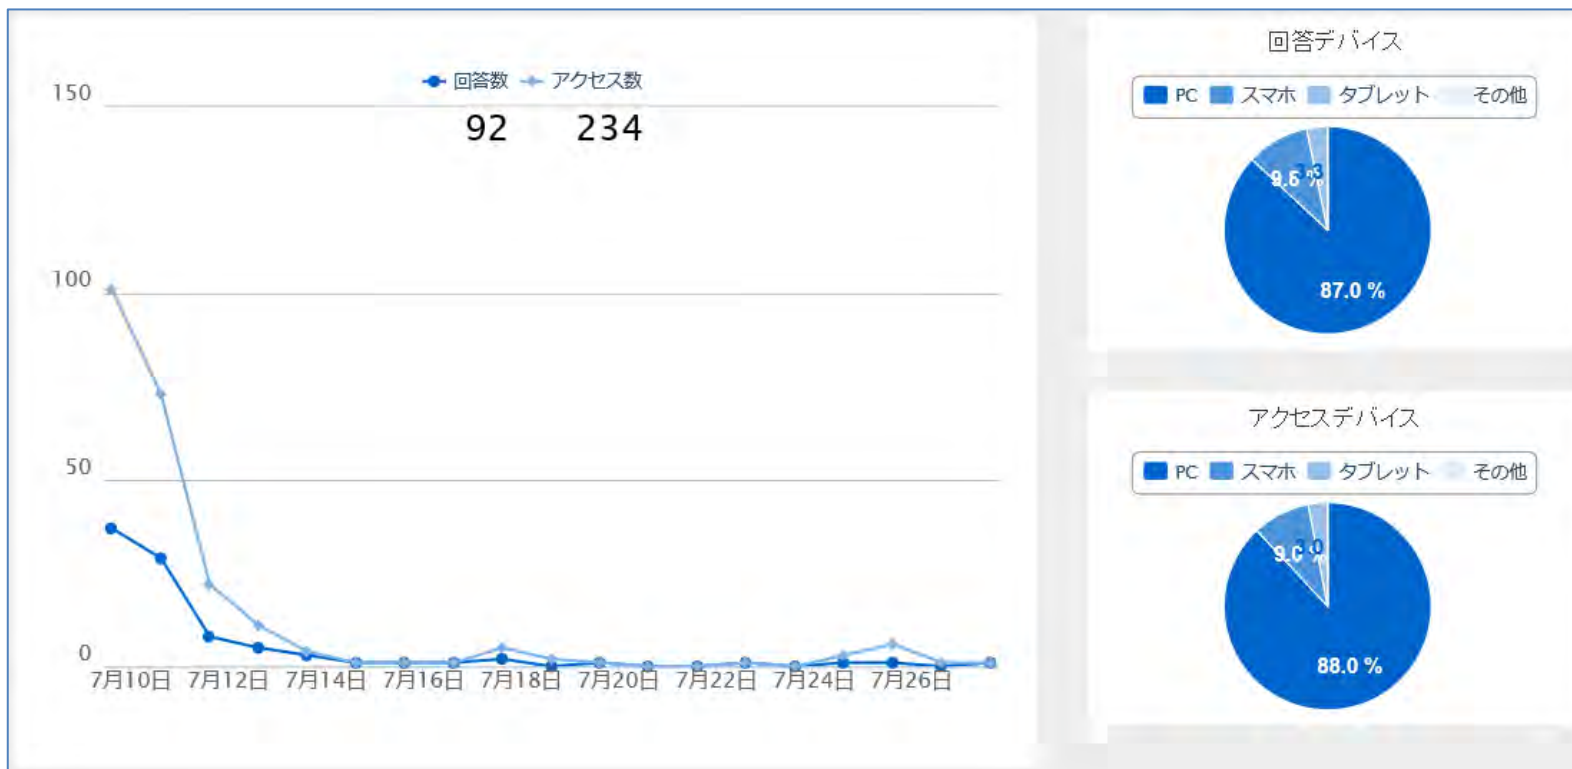 回答数 アクセス数
92 234
150
100
50
0
7月10日 7月12日 7月14日 7月16日 7月18日 7月20日 7月22日 7月24日 7月26日
回答デバイス
PC スマホ タブレット その他
87.0 %
アクセスデバイス
PC スマホ タブレット その他
88.0 %